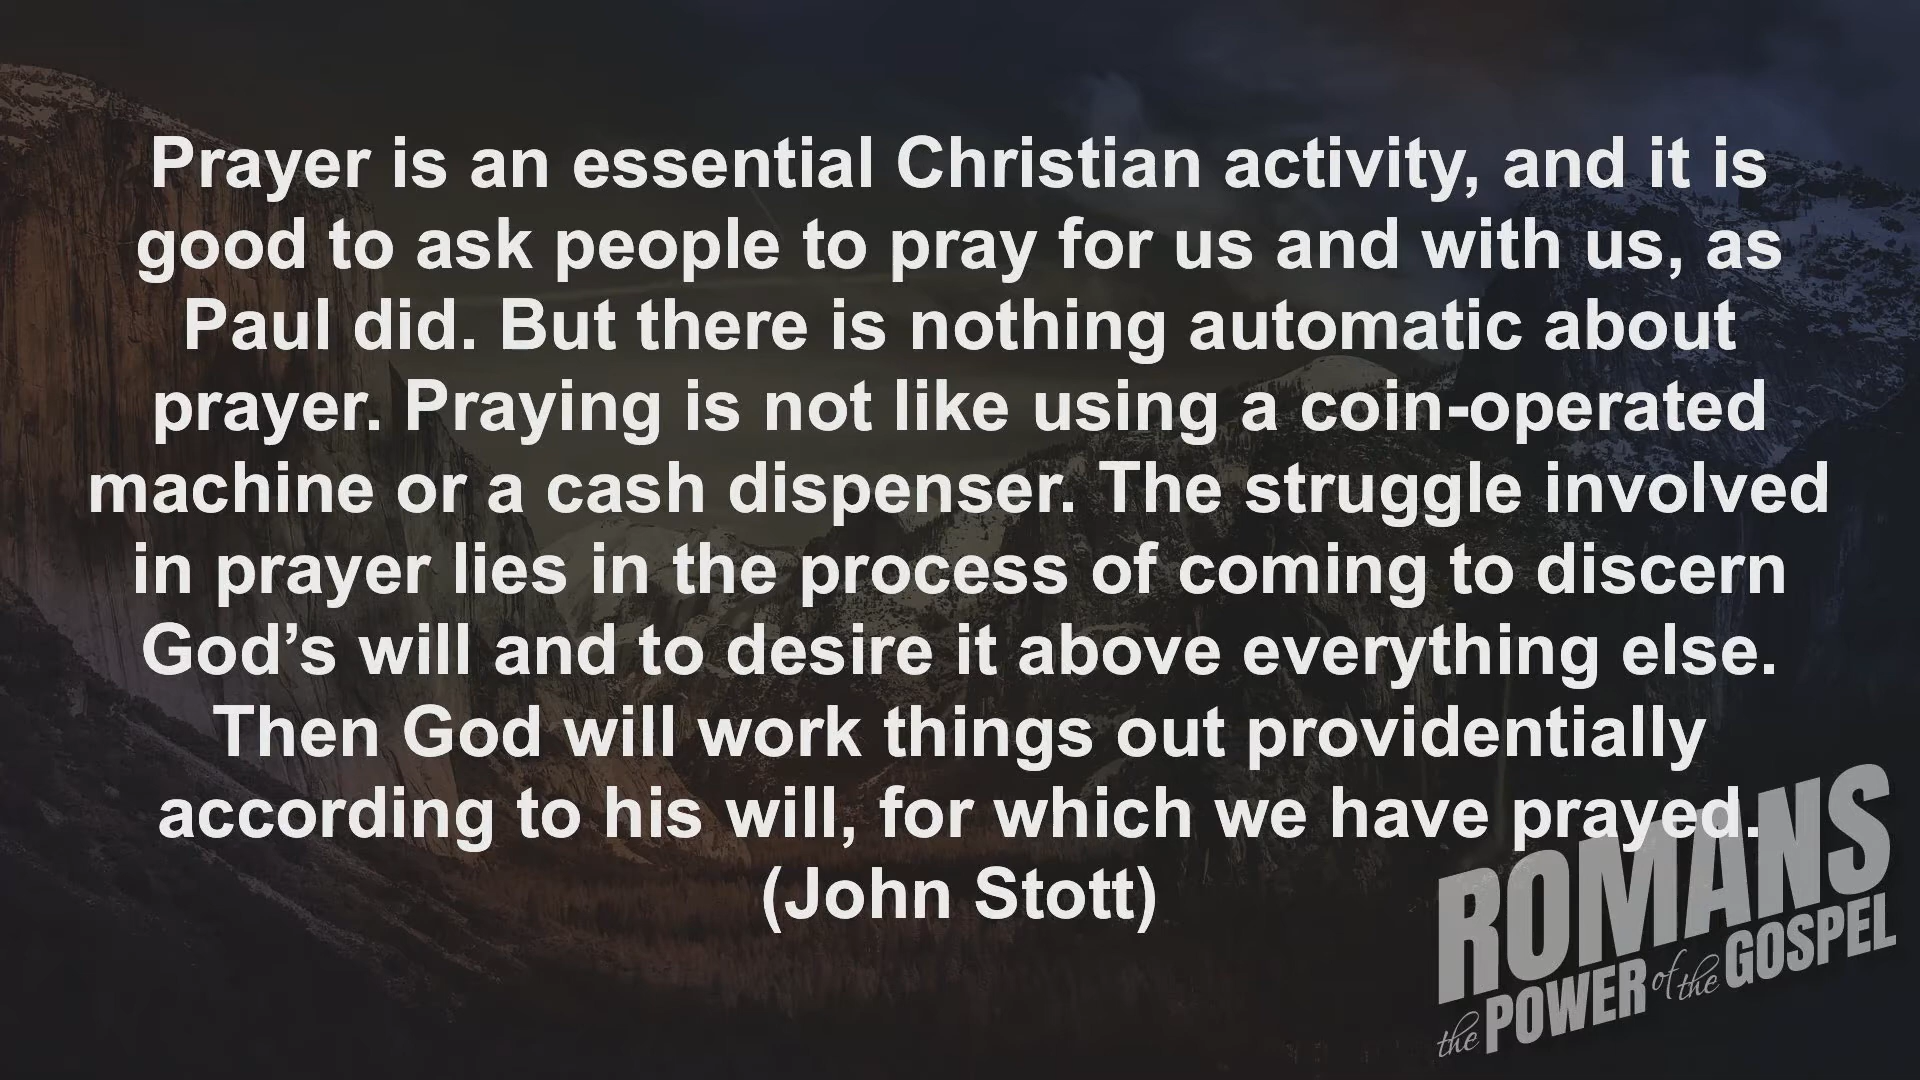 Prayer is an essential Christian activity, and it is
good to ask people to pray for us and with us, as
Paul did. But there is nothing automatic about
prayer. Praying is not like using a coin-operated
machine or a cash dispenser. The struggle involved
in prayer lies in the process of coming to discern
God’s will and to desire it above everything else.
Then God will work things out providentially
according to his will, for which we have prayed.
(John Stott)
ROMANS
the POWER of the GOSPEL